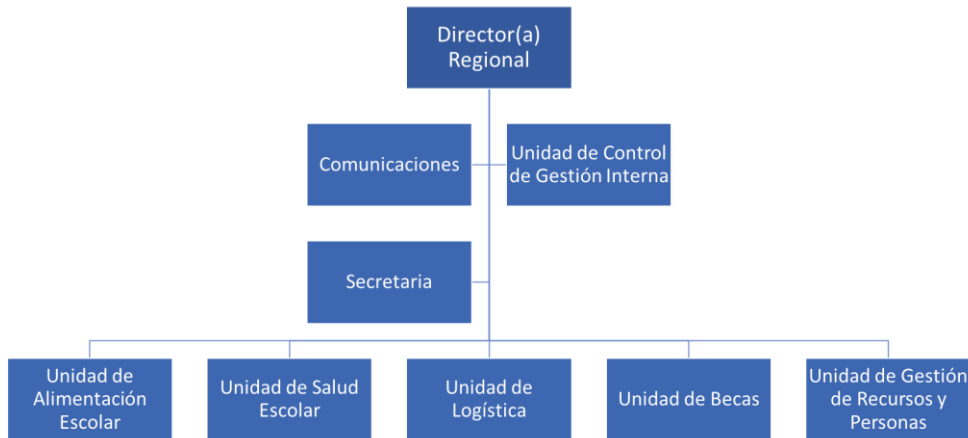 Director(a)
Regional
Comunicaciones
Unidad de Control
de Gestión Interna
Secretaria
Unidad de
Alimentación
Escolar
Unidad de Salud
Escolar
Unidad de
Logística
Unidad de Becas
Unidad de Gestión
de Recursos y
Personas